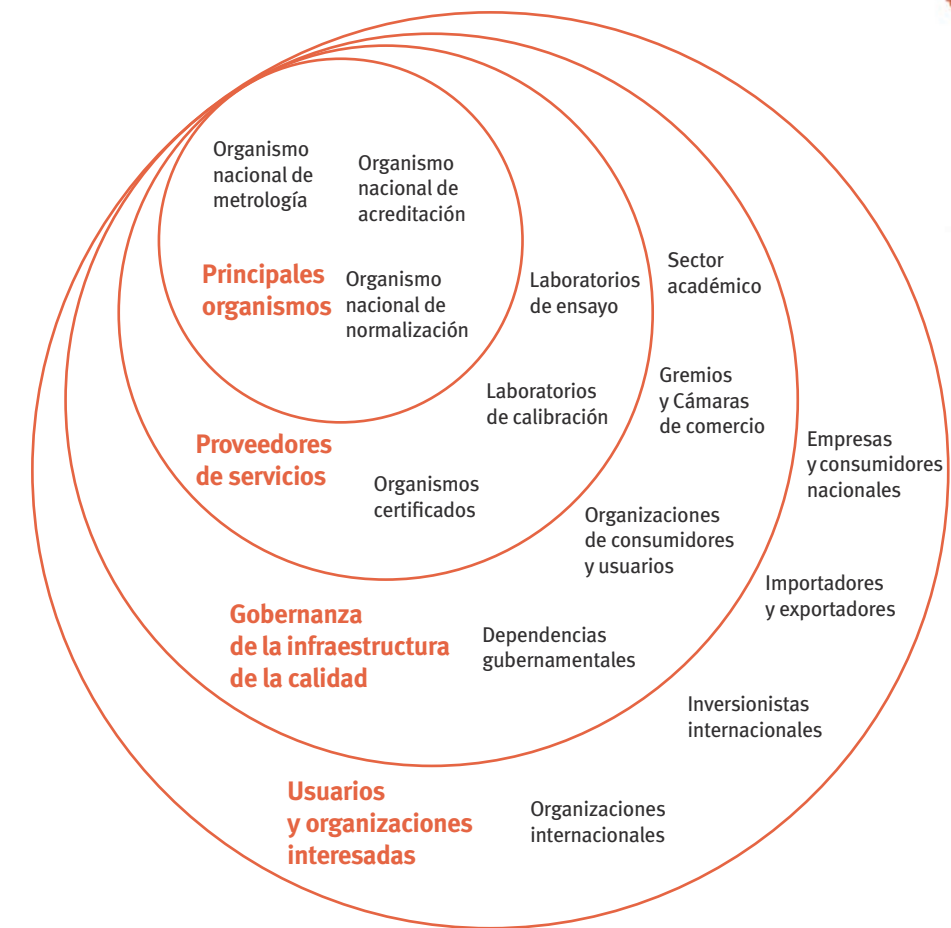 Organismo
nacional de
metrología
Organismo
nacional de
acreditación
Principales
organismos
Organismo
nacional de
normalización
Laboratorios
de ensayo
Laboratorios
de calibración
Proveedores
de servicios
Organismos
certificados
Sector
académico
Gremios
y Cámaras
de comercio
Organizaciones
de consumidores
y usuarios
Gobernanza
de la infraestructura
de la calidad
Dependencias
gubernamentales
Empresas
y consumidores
nacionales
Importadores
y exportadores
Inversionistas
internacionales
Usuarios
y organizaciones
interesadas
Organizaciones
internacionales